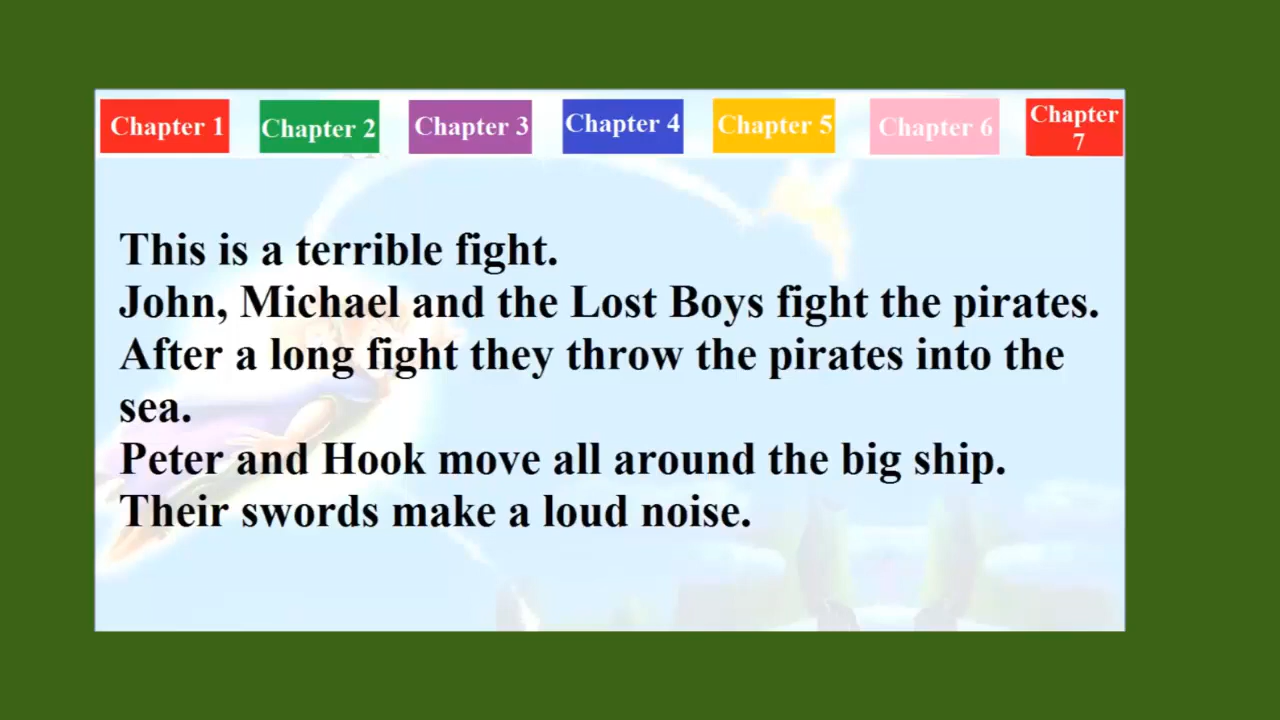 Chapter 1 Chapter 2 Chapter 3 Chapter 4 Chapter 5 Chapter 6 Chapter 7
This is a terrible fight.
John, Michael and the Lost Boys fight the pirates.
After a long fight they throw the pirates into the
sea.
Peter and Hook move all around the big ship.
Their swords make a loud noise.